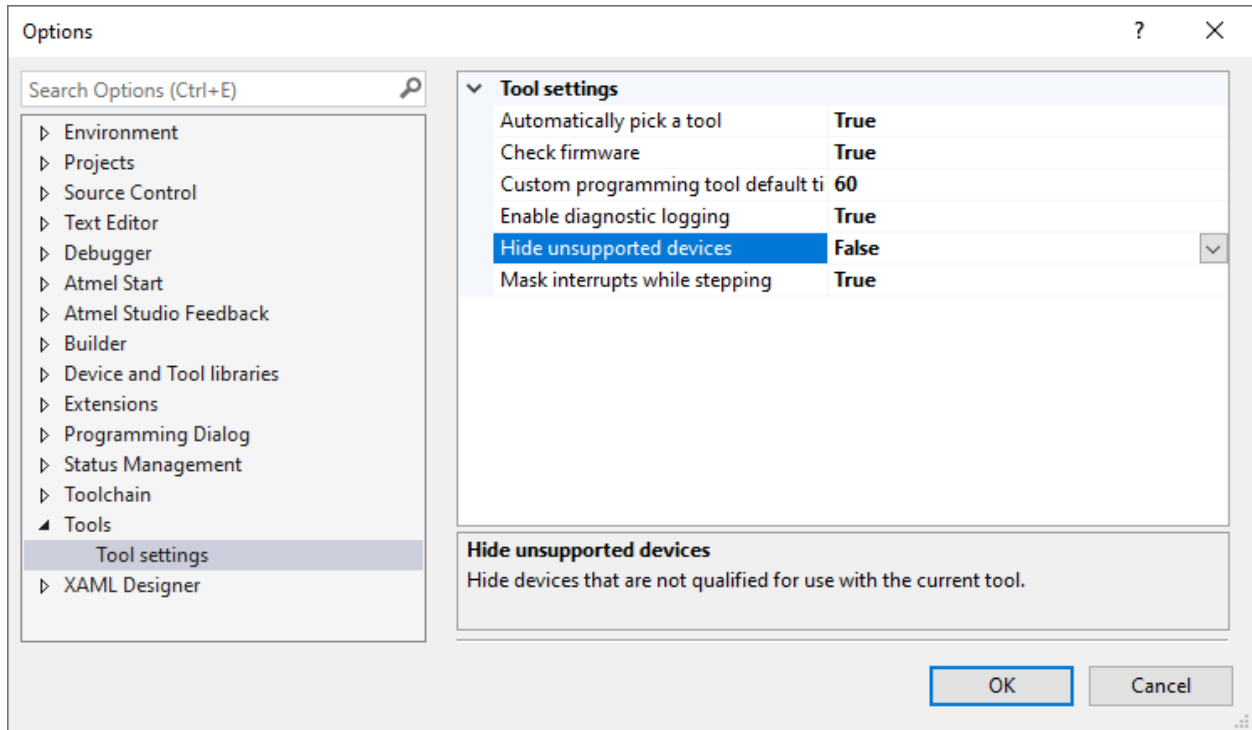 Options
?
Search Options (Ctrl+E)
Environment
Projects
Source Control
Text Editor
Debugger
Atmel Start
Atmel Studio Feedback
Builder
Device and Tool libraries
Extensions
Programming Dialog
Status Management
Toolchain
Tools
Tool settings
XAML Designer
Tool settings
Automatically pick a tool True
Check firmware True
Custom programming tool default ti 60
Enable diagnostic logging True
Hide unsupported devices False
Mask interrupts while stepping True
Hide unsupported devices
Hide devices that are not qualified for use with the current tool.
OK Cancel